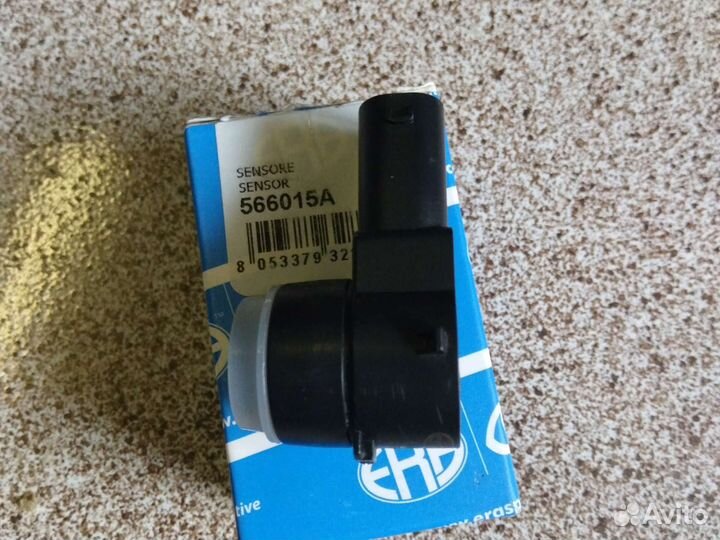 SENSORE
SENSOR
566015A
8 053379 32
ERA
tive
Avito